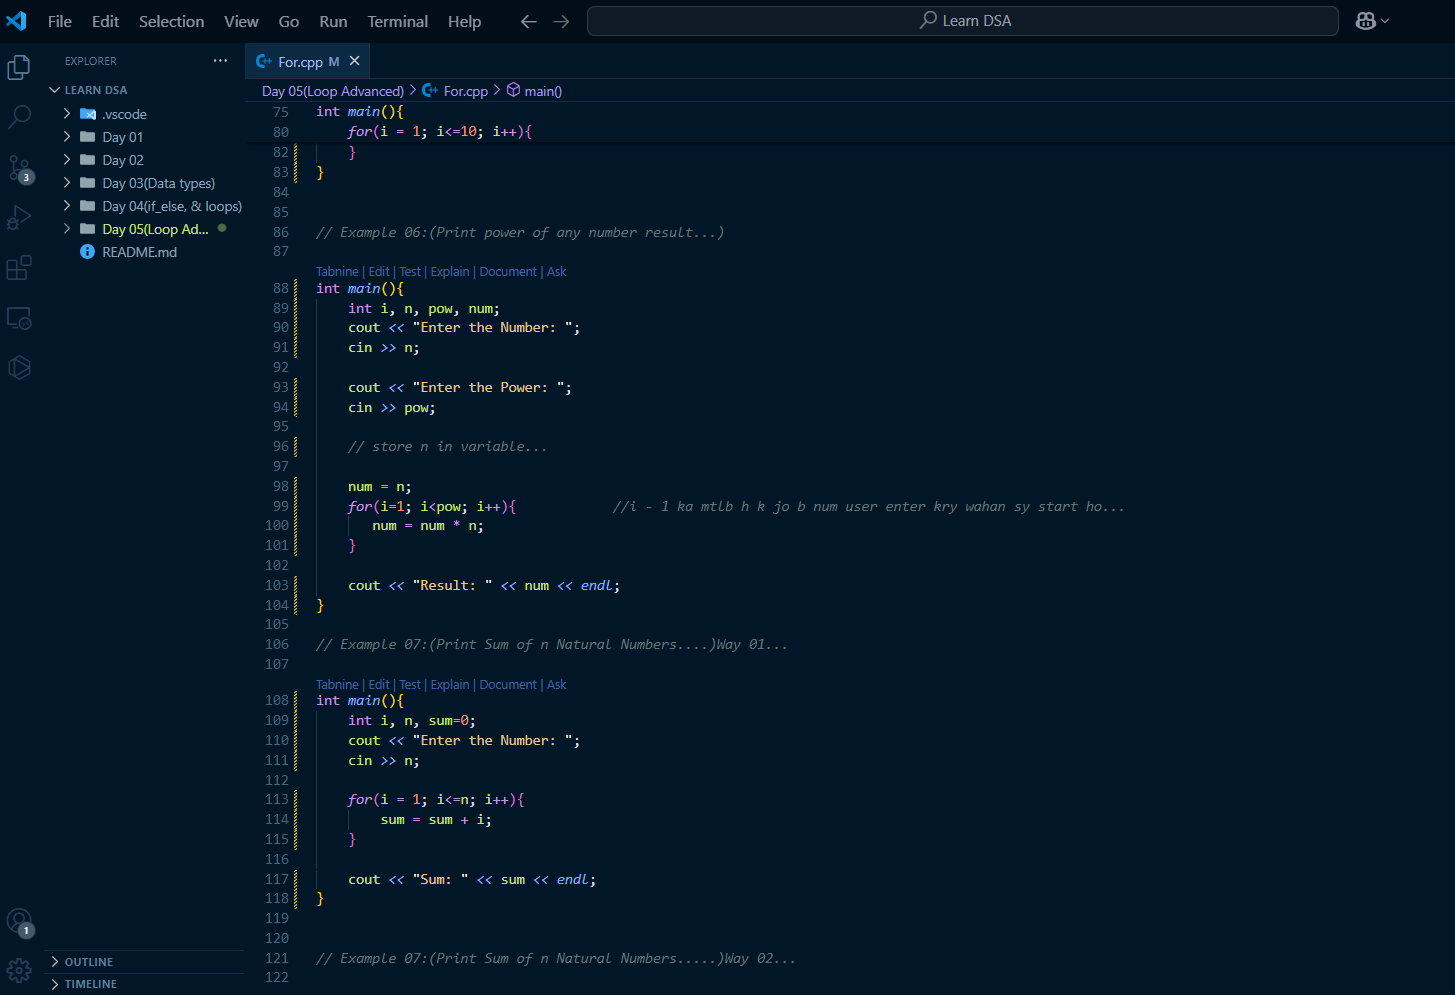 File Edit Selection View Go Run Terminal Help
Learn DSA
EXPLORER
LEARN DSA
.vscode
Day 01
Day 02
Day 03(Data types)
Day 04(if_else, & loops)
Day 05(Loop Ad...
README.md
3
1
OUTLINE
TIMELINE
For.cpp M
Day 05(Loop Advanced) > For.cpp > main()
75 int main(){
80 for(i = 1; i<=10; i++){
82 }
83 }
84
85
86 // Example 06:(Print power of any number result...)
87
Tabnine | Edit | Test | Explain | Document | Ask
88 int main(){
89 int i, n, pow, num;
90 cout << "Enter the Number: ";
91 cin >> n;
92
93 cout << "Enter the Power: ";
94 cin >> pow;
95
96 // store n in variable...
97
98 num = n;
99 for(i=1; i<pow; i++){ //i - 1 ka mtlb h k jo b num user enter kry wahan sy start ho...
100 num = num * n;
101 }
102
103 cout << "Result: " << num << endl;
104 }
105
106 // Example 07:(Print Sum of n Natural Numbers....)Way 01...
107
Tabnine | Edit | Test | Explain | Document | Ask
108 int main(){
109 int i, n, sum=0;
110 cout << "Enter the Number: ";
111 cin >> n;
112
113 for(i = 1; i<=n; i++){
114 sum = sum + i;
115 }
116
117 cout << "Sum: " << sum << endl;
118 }
119
120
121 // Example 07:(Print Sum of n Natural Numbers.....)Way 02...
122